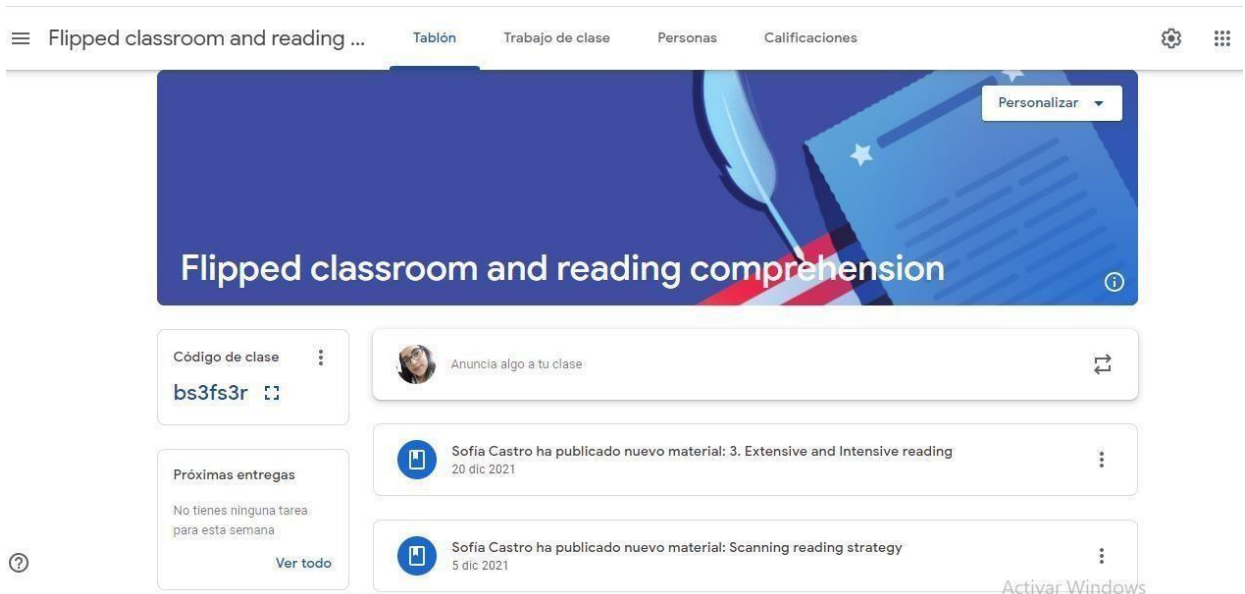 Flipped classroom and reading ...
Tablón
Trabajo de clase
Personas
Calificaciones
Personalizar
Flipped classroom and reading comprehension
Código de clase
bs3fs3r
Anuncia algo a tu clase
Próximas entregas
No tienes ninguna tarea
para esta semana
Ver todo
Sofía Castro ha publicado nuevo material: 3. Extensive and Intensive reading
20 dic 2021
Sofía Castro ha publicado nuevo material: Scanning reading strategy
5 dic 2021
Activar Windows